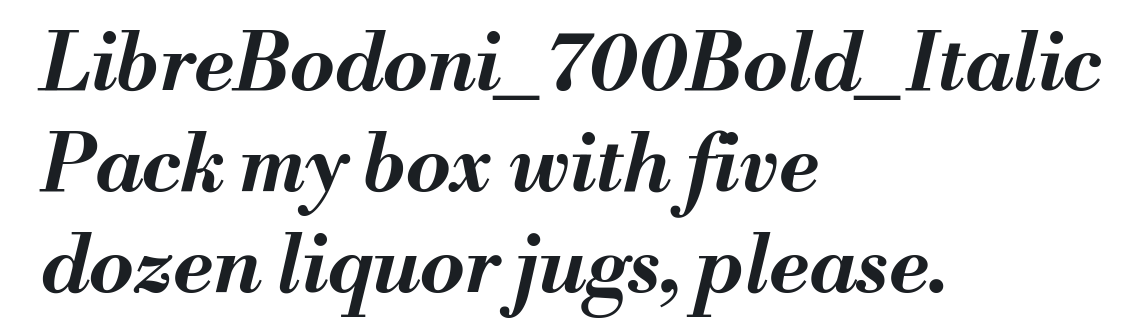 LibreBodoni_700Bold_Italic
Pack my box with five
dozen liquor jugs, please.